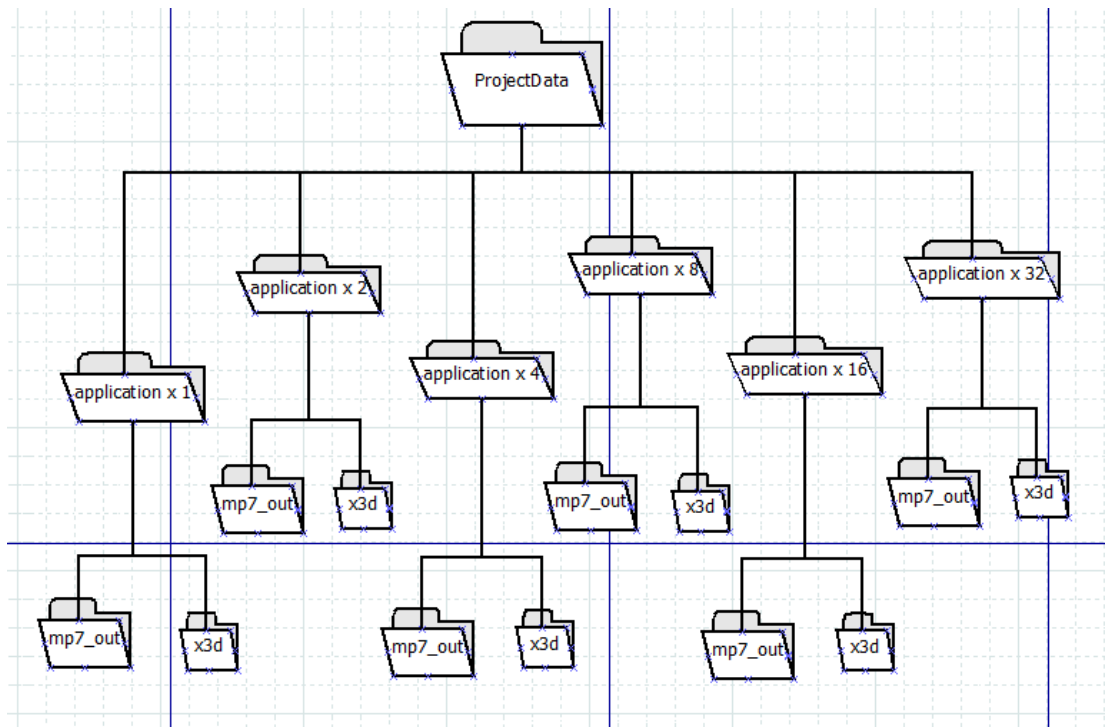 ProjectData
application x 1
application x 2
application x 4
application x 8
application x 16
application x 32
mp7_out
x3d
mp7_out
x3d
mp7_out
x3d
mp7_out
x3d
mp7_out
x3d
mp7_out
x3d